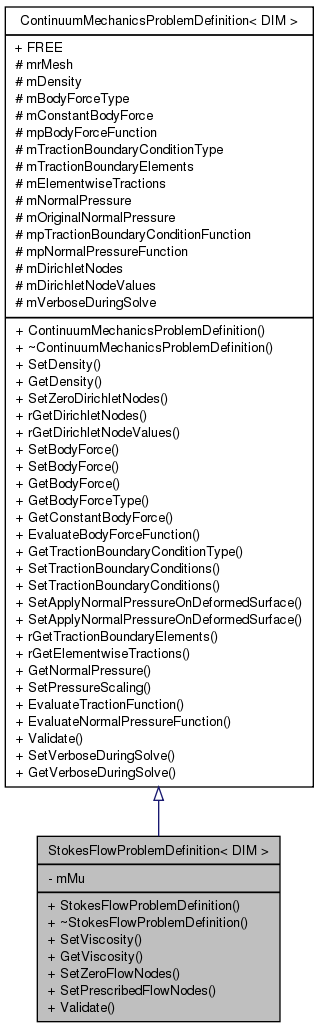 ContinuumMechanicsProblemDefinition< DIM >
+ FREE
# mrMesh
# mDensity
# mBodyForceType
# mConstantBodyForce
# mpBodyForceFunction
# mTractionBoundaryConditionType
# mTractionBoundaryElements
# mElementwiseTractions
# mNormalPressure
# mOriginalNormalPressure
# mpTractionBoundaryConditionFunction
# mpNormalPressureFunction
# mDirichletNodes
# mDirichletNodeValues
# mVerboseDuringSolve
+ ContinuumMechanicsProblemDefinition()
+ ~ContinuumMechanicsProblemDefinition()
+ SetDensity()
+ GetDensity()
+ SetZeroDirichletNodes()
+ rGetDirichletNodes()
+ rGetDirichletNodeValues()
+ SetBodyForce()
+ SetBodyForce()
+ GetBodyForce()
+ GetBodyForceType()
+ GetConstantBodyForce()
+ EvaluateBodyForceFunction()
+ GetTractionBoundaryConditionType()
+ SetTractionBoundaryConditions()
+ SetTractionBoundaryConditions()
+ SetApplyNormalPressureOnDeformedSurface()
+ SetApplyNormalPressureOnDeformedSurface()
+ rGetTractionBoundaryElements()
+ rGetElementwiseTractions()
+ GetNormalPressure()
+ SetPressureScaling()
+ EvaluateTractionFunction()
+ EvaluateNormalPressureFunction()
+ Validate()
+ SetVerboseDuringSolve()
+ GetVerboseDuringSolve()
StokesFlowProblemDefinition< DIM >
- mMu
+ StokesFlowProblemDefinition()
+ ~StokesFlowProblemDefinition()
+ SetViscosity()
+ GetViscosity()
+ SetZeroFlowNodes()
+ SetPrescribedFlowNodes()
+ Validate()